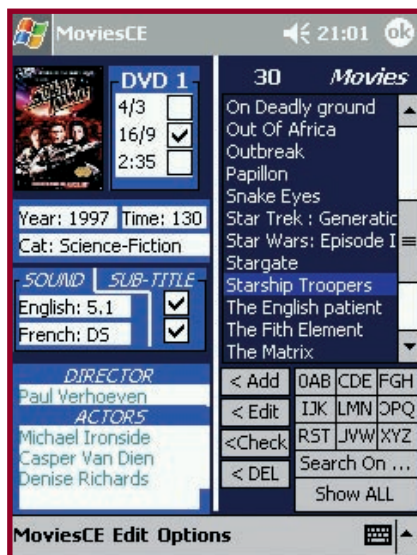 MoviesCE 21:01 ok
STARSHIP TROOPERS
DVD 1
4/3
16/9
2:35
Year: 1997 Time: 130
Cat: Science-Fiction
SOUND SUB-TITLE
English: 5.1
French: DS
DIRECTOR
Paul Verhoeven
ACTORS
Michael Ironside
Casper Van Dien
Denise Richards
30 Movies
On Deadly ground
Out Of Africa
Outbreak
Papillon
Snake Eyes
Star Trek : Generatic
Star Wars: Episode I
Stargate
Starship Troopers
The English patient
The Fith Element
The Matrix
< Add 0AB CDE FGH
< Edit IJK LMN OPQ
<Check RST UVW XYZ
< DEL Search On ...
Show ALL
MoviesCE Edit Options